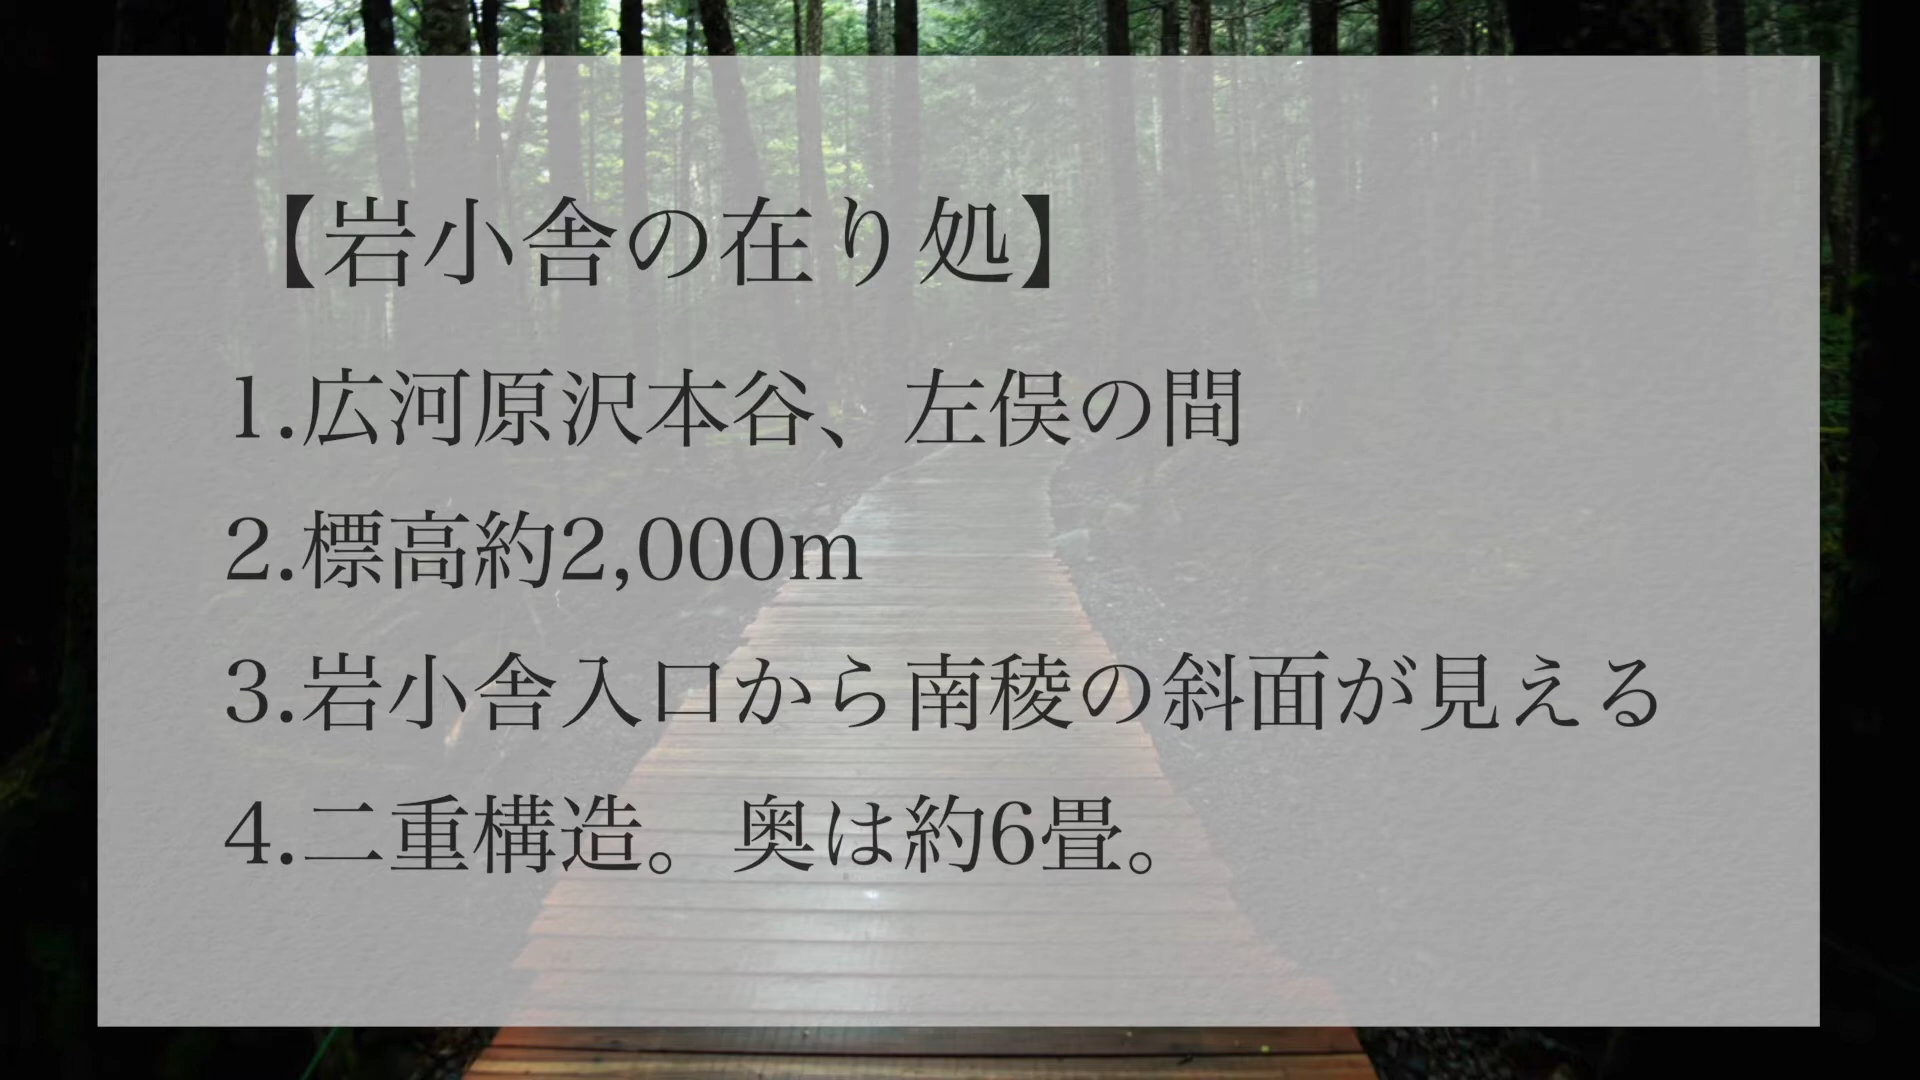 【岩小舎の在り処】
1.広河原沢本谷、左俣の間
2.標高約2,000m
3.岩小舎入口から南稜の斜面が見える
4.二重構造。奥は約6畳。